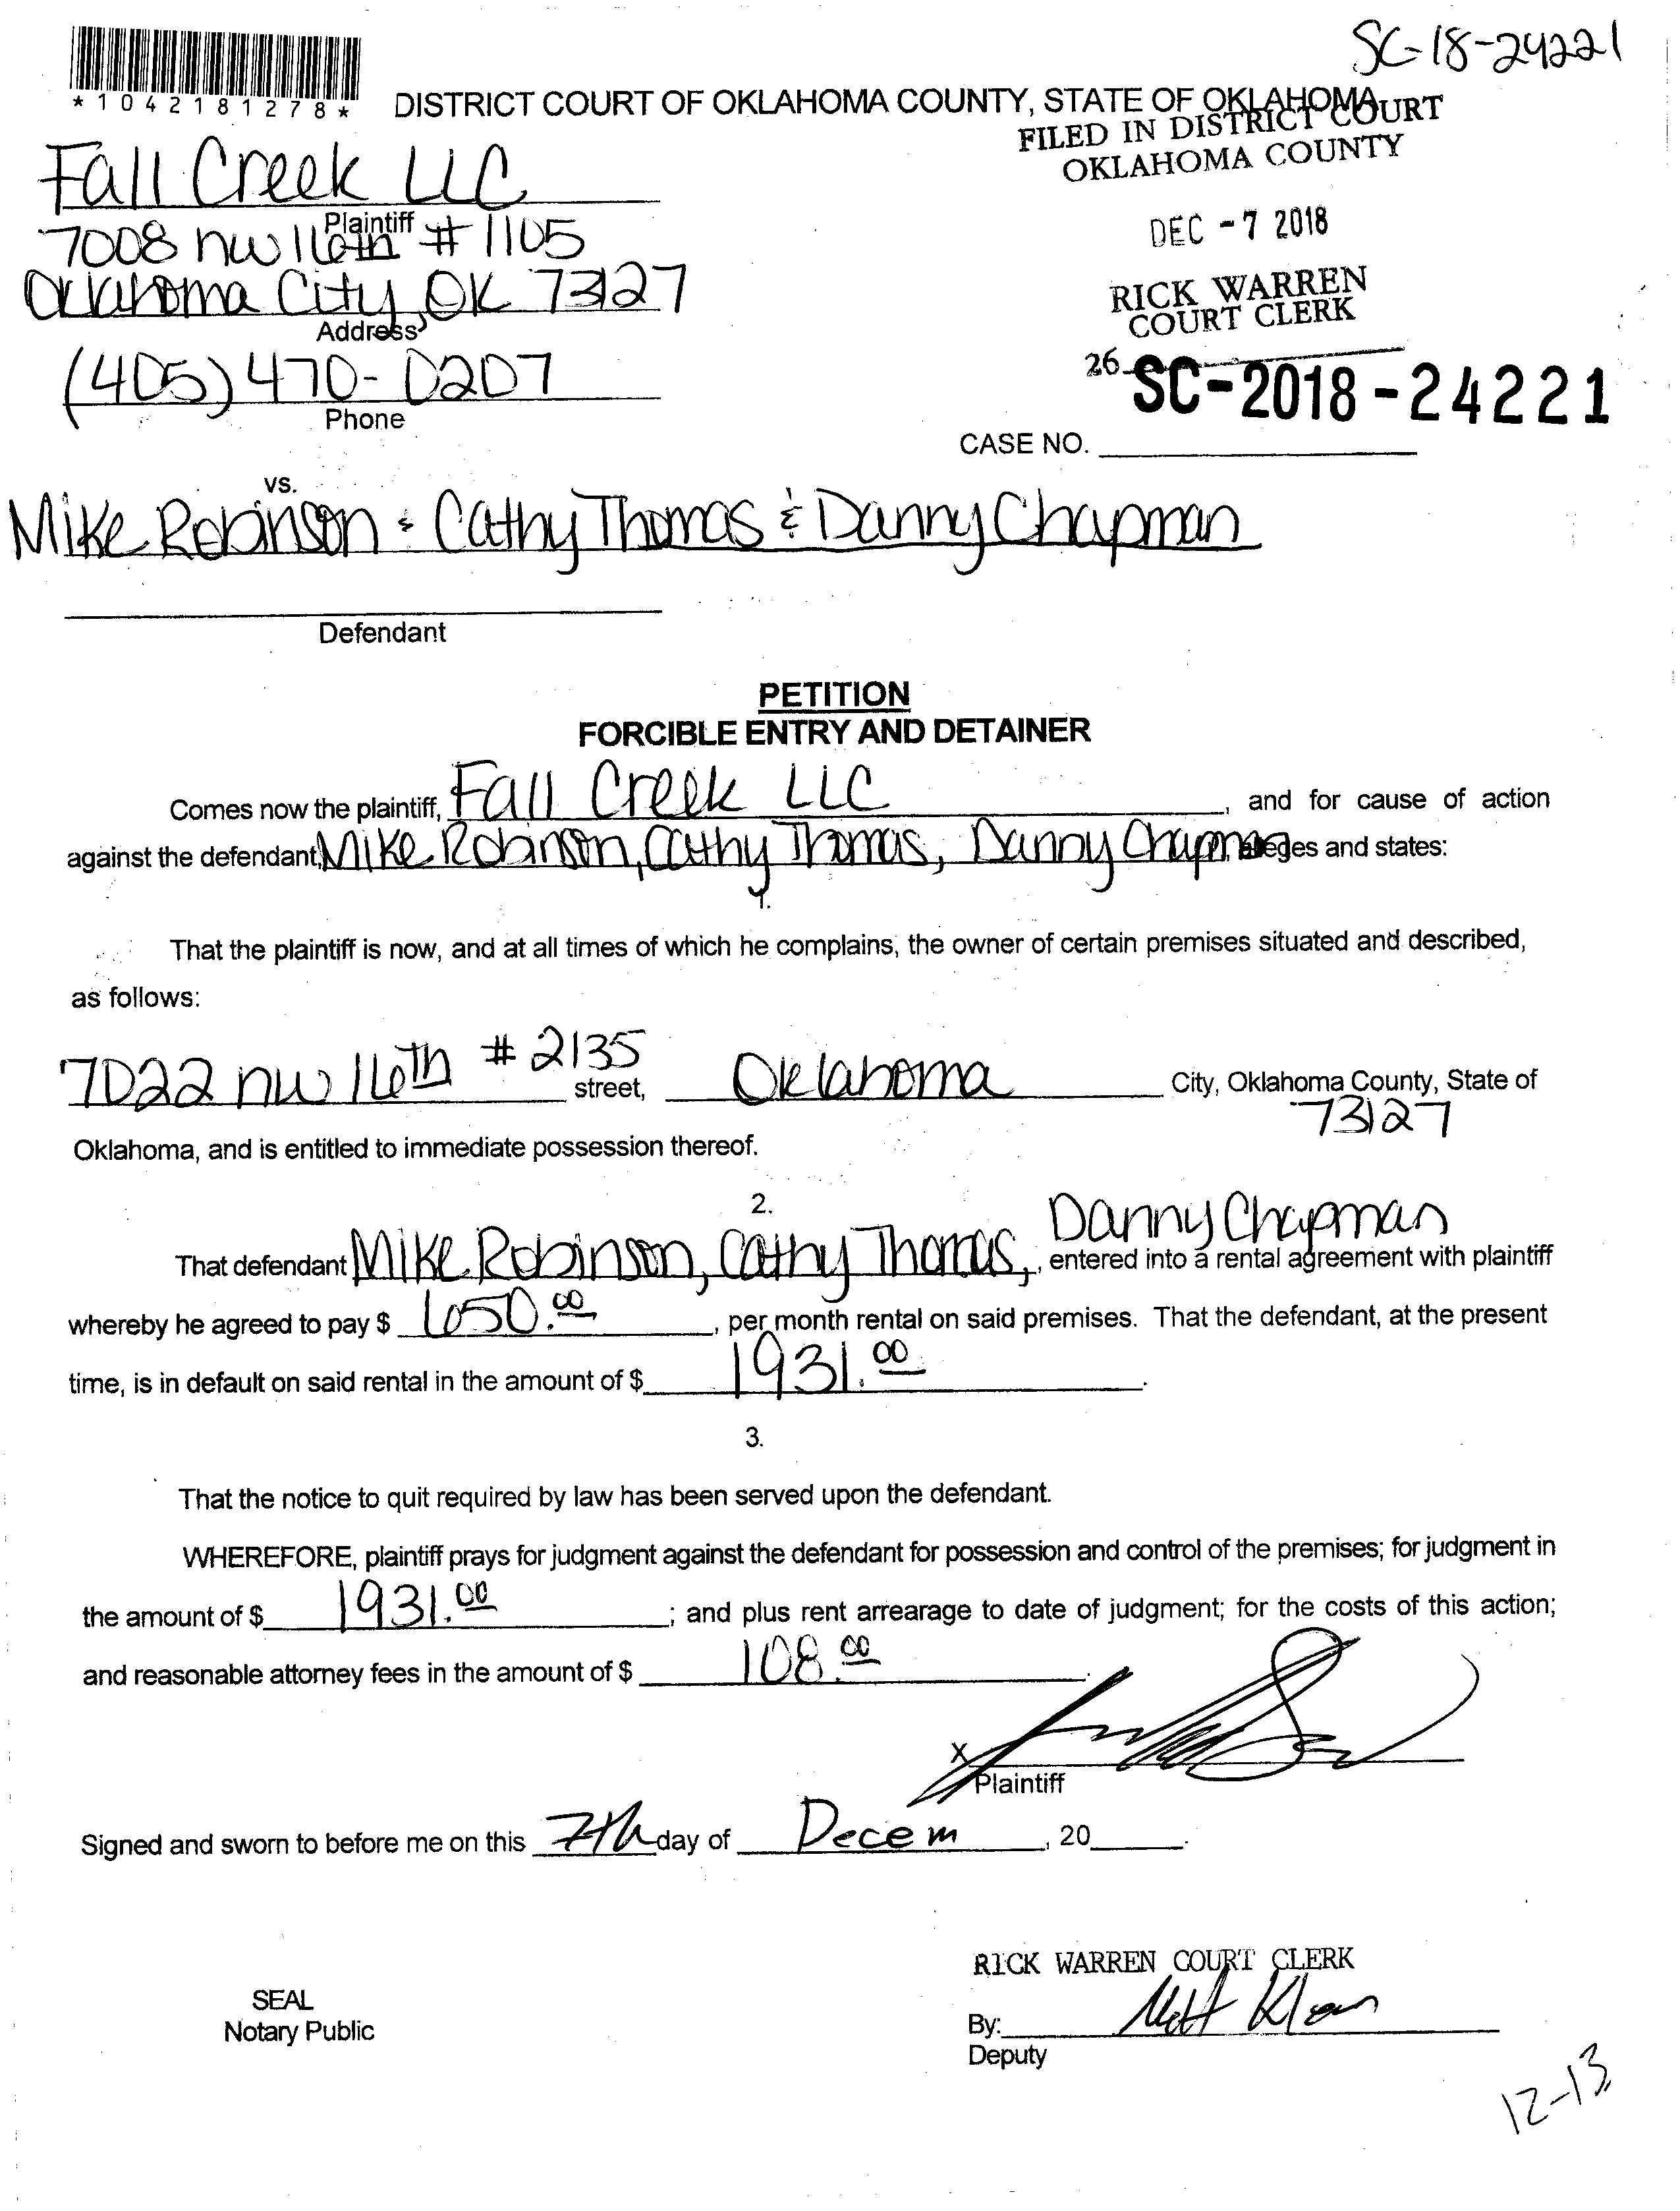 SC-18-24221
*1042181278*
DISTRICT COURT OF OKLAHOMA COUNTY, STATE OF OKLAHOMA
FILED IN DISTRICT COURT
OKLAHOMA COUNTY
Fall Creek LLC
Plaintiff
DEC -7 2018
7008 nw 16th # 1105
Oklahoma City, OK 73127
Address
RICK WARREN
COURT CLERK
(405) 470-0207
Phone
26
SC-2018-24221
CASE NO.
vs.
Mike Robinson & Cathy Thomas & Danny Chapman
Defendant
PETITION
FORCIBLE ENTRY AND DETAINER
Comes now the plaintiff, Fall Creek LLC, and for cause of action
against the defendant, Mike Robinson, Cathy Thomas, Danny Chapman alleges and states:
1.
That the plaintiff is now, and at all times of which he complains, the owner of certain premises situated and described,
as follows:
7022 nw 16th # 2135 street, Oklahoma City, Oklahoma County, State of
73127
Oklahoma, and is entitled to immediate possession thereof.
2.
Danny Chapman
That defendant Mike Robinson, Cathy Thomas, , entered into a rental agreement with plaintiff
whereby he agreed to pay $ 650.00, per month rental on said premises. That the defendant, at the present
time, is in default on said rental in the amount of $ 1931.00.
3.
That the notice to quit required by law has been served upon the defendant.
WHEREFORE, plaintiff prays for judgment against the defendant for possession and control of the premises; for judgment in
the amount of $ 1931.00; and plus rent arrearage to date of judgment; for the costs of this action;
and reasonable attorney fees in the amount of $ 108.00.
X
Plaintiff
Signed and sworn to before me on this 7th day of Decem, 20 .
RICK WARREN COURT CLERK
SEAL
Notary Public
By:
Deputy
12-13